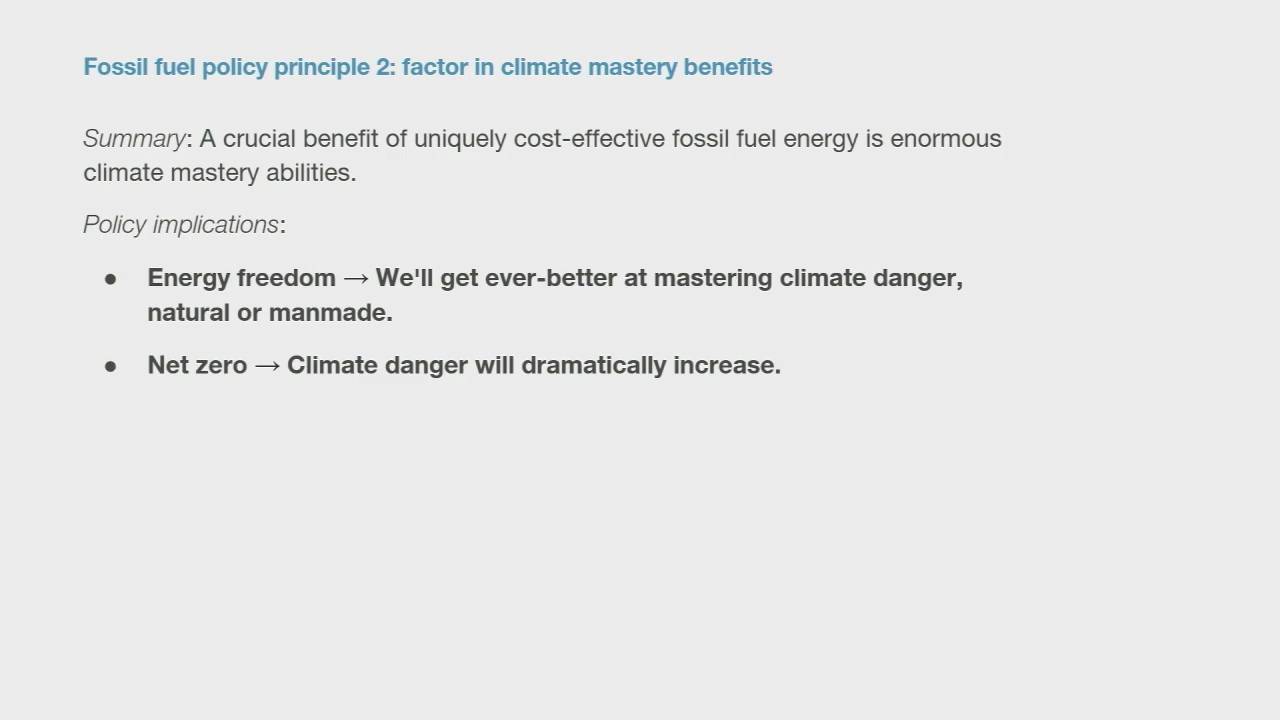 Fossil fuel policy principle 2: factor in climate mastery benefits
Summary: A crucial benefit of uniquely cost-effective fossil fuel energy is enormous
climate mastery abilities.
Policy implications:
● Energy freedom → We'll get ever-better at mastering climate danger,
natural or manmade.
● Net zero → Climate danger will dramatically increase.